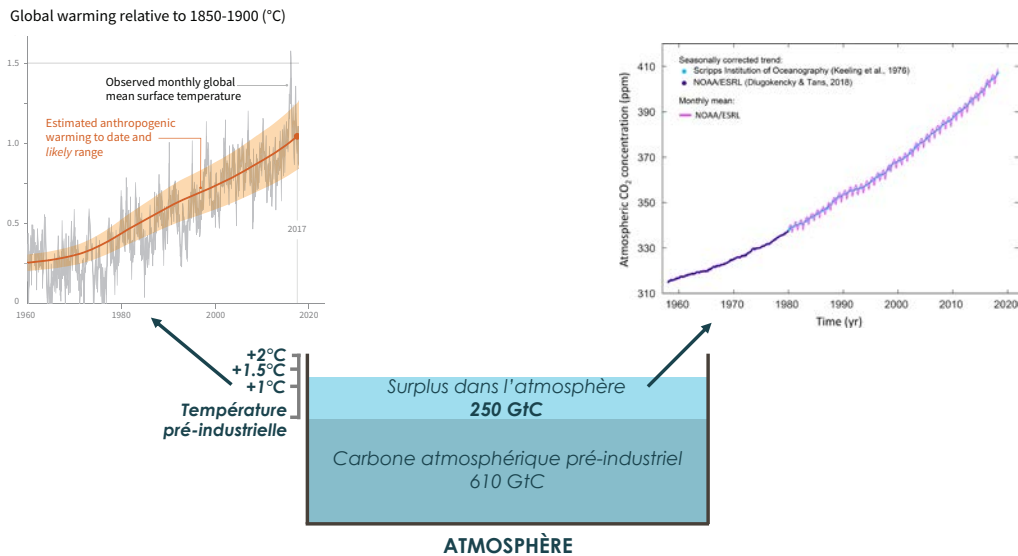 Global warming relative to 1850-1900 (°C)
1.5
Observed monthly global
mean surface temperature
Estimated anthropogenic
warming to date and
likely range
1.0
0.5
2017
0
1960
1980
2000
2020
Seasonally corrected trend:
Scripps Institution of Oceanography (Keeling et al., 1976)
NOAA/ESRL (Dlugokencky & Tans, 2018)
Monthly mean:
NOAA/ESRL
Atmospheric CO2 concentration (ppm)
410
390
370
350
330
310
1960
1970
1980
1990
2000
2010
2020
Time (yr)
+2°C
+1.5°C
+1°C
Température
pré-industrielle
Surplus dans l’atmosphère
250 GtC
Carbone atmosphérique pré-industriel
610 GtC
ATMOSPHÈRE